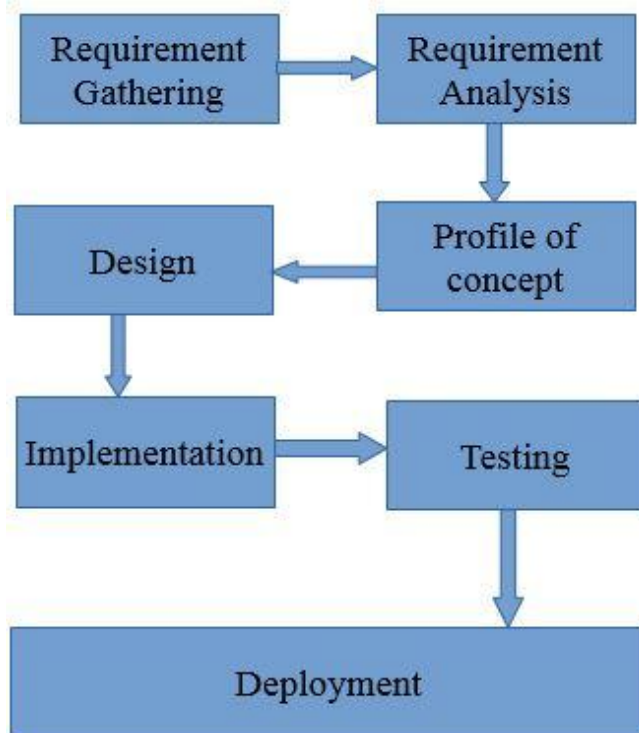 Requirement
Gathering
Requirement
Analysis
Profile of
concept
Design
Implementation
Testing
Deployment